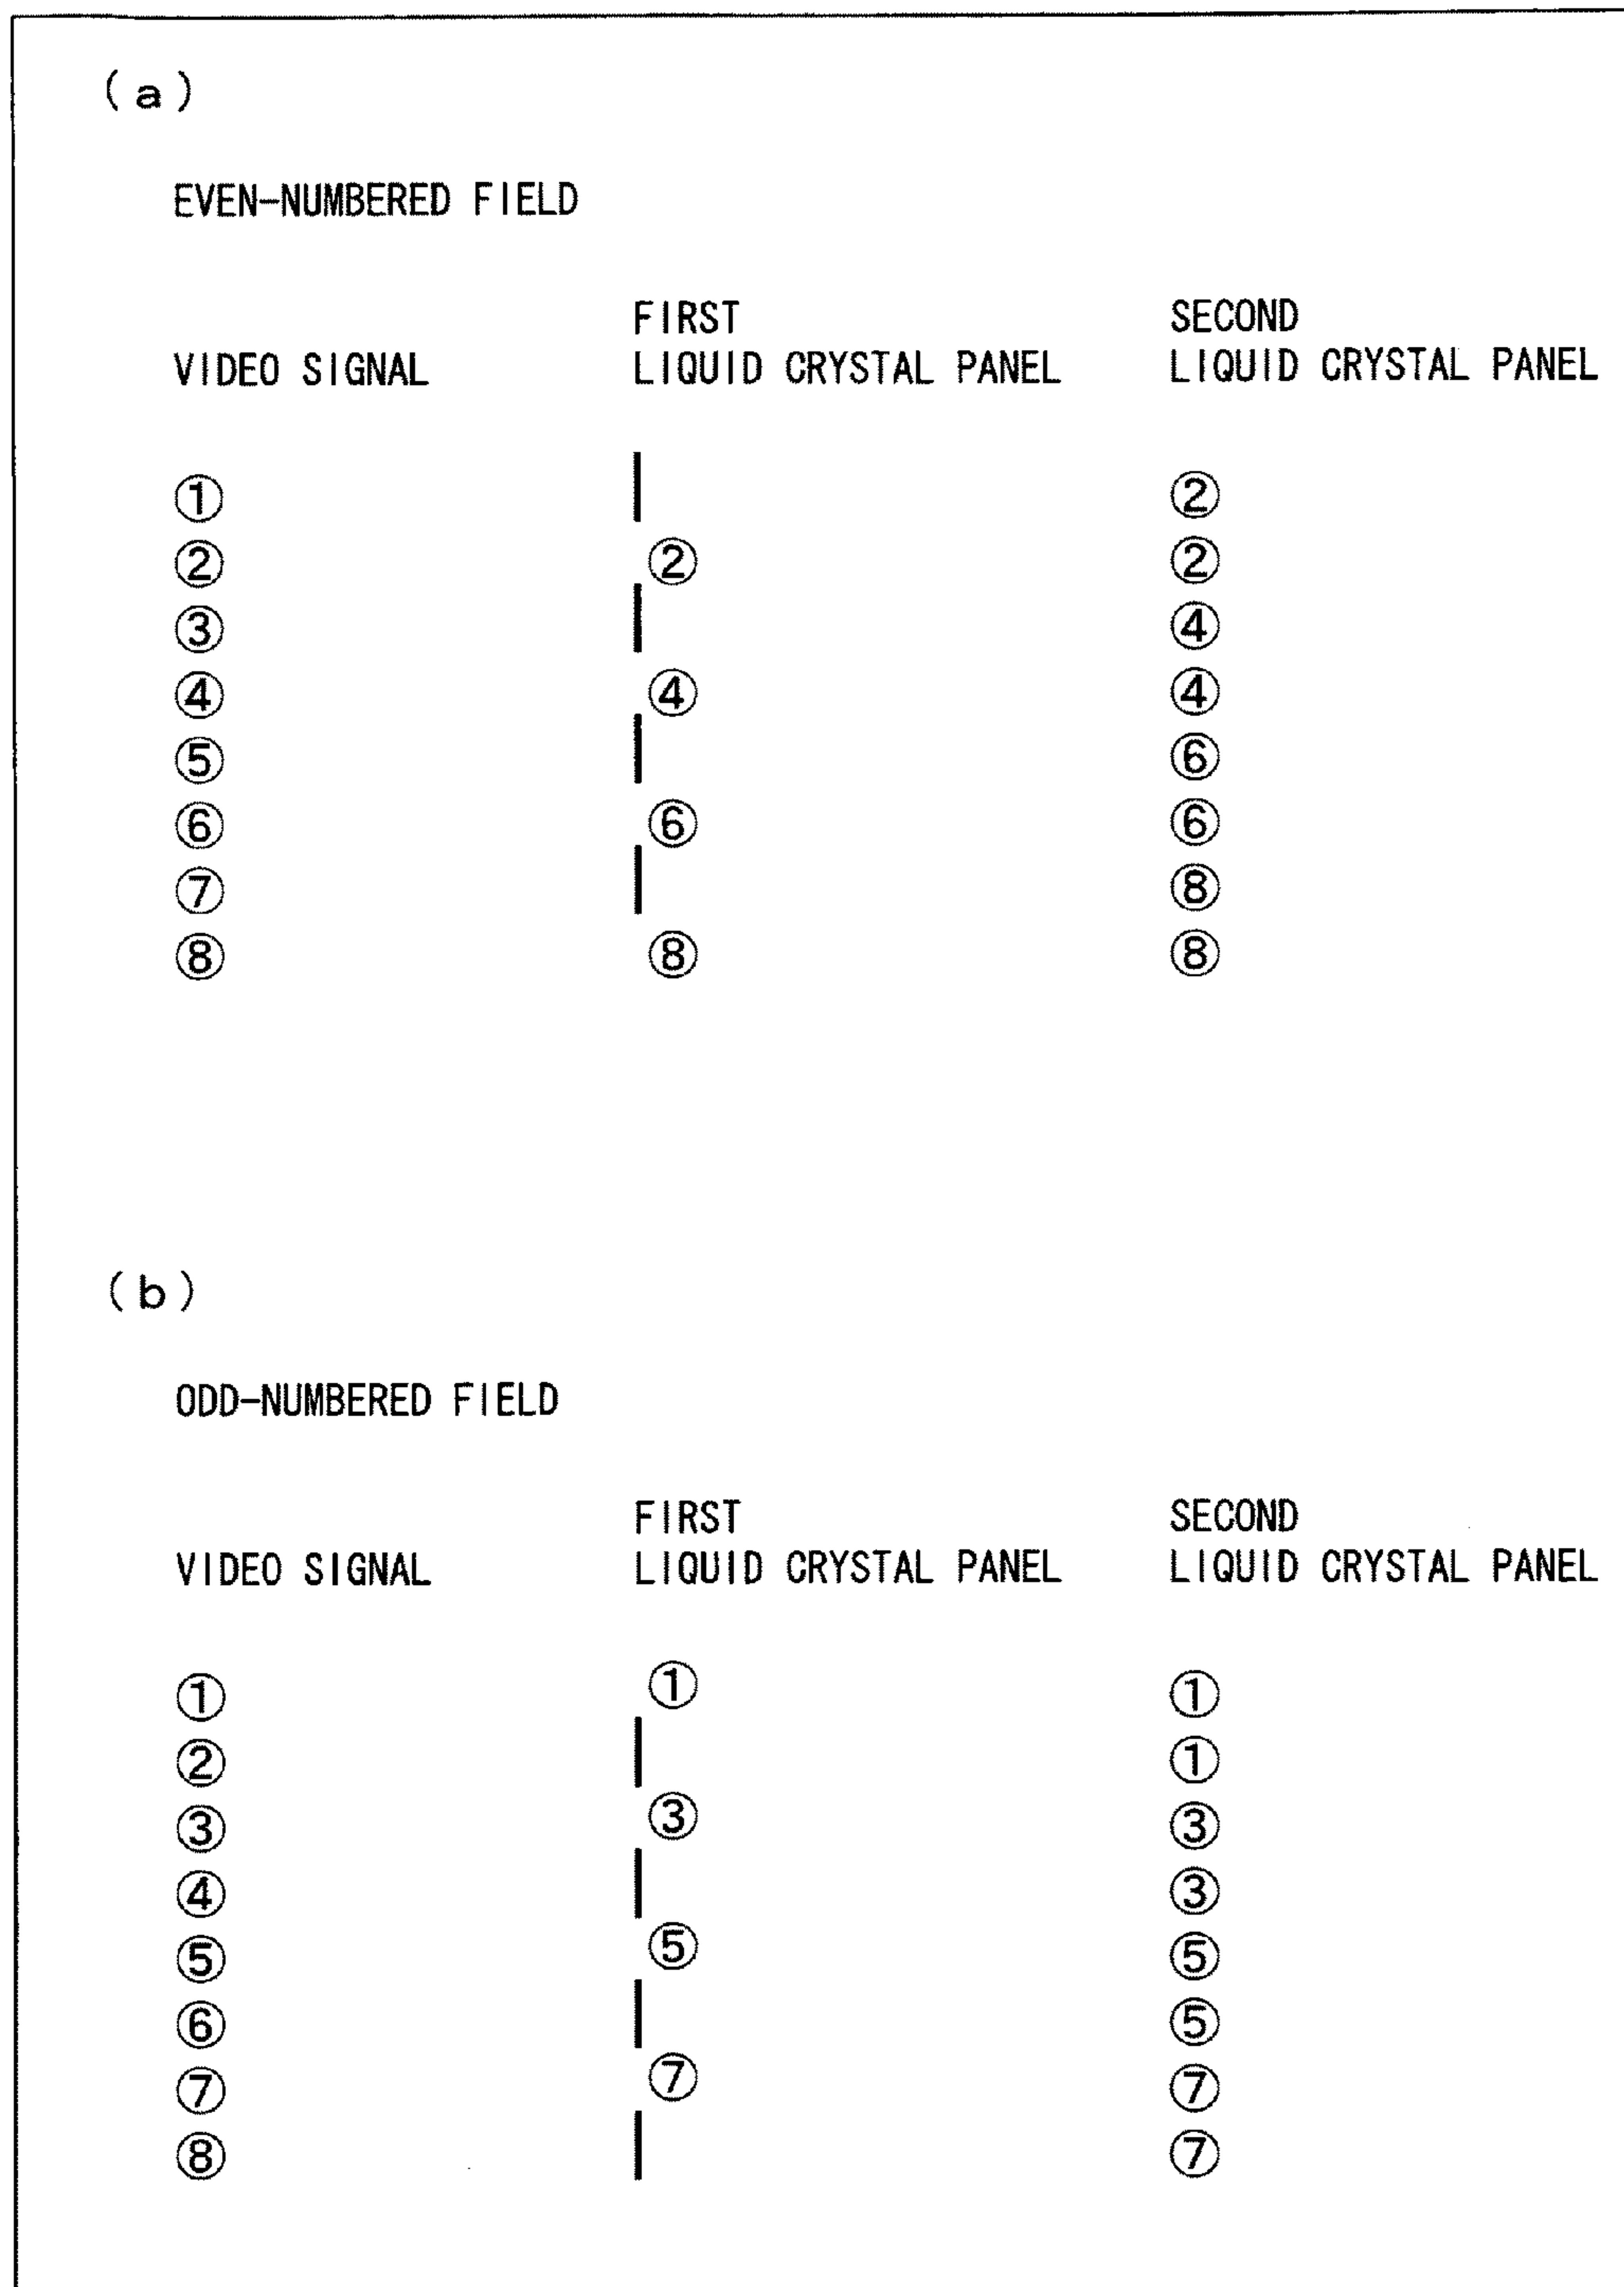 (a)
EVEN-NUMBERED FIELD
FIRST SECOND
VIDEO SIGNAL LIQUID CRYSTAL PANEL LIQUID CRYSTAL PANEL
① | ②
② ② ②
③ | ④
④ ④ ④
⑤ | ⑥
⑥ ⑥ ⑥
⑦ | ⑧
⑧ ⑧ ⑧
(b)
ODD-NUMBERED FIELD
FIRST SECOND
VIDEO SIGNAL LIQUID CRYSTAL PANEL LIQUID CRYSTAL PANEL
① ① ①
② | ①
③ ③ ③
④ | ③
⑤ ⑤ ⑤
⑥ | ⑤
⑦ ⑦ ⑦
⑧ | ⑦